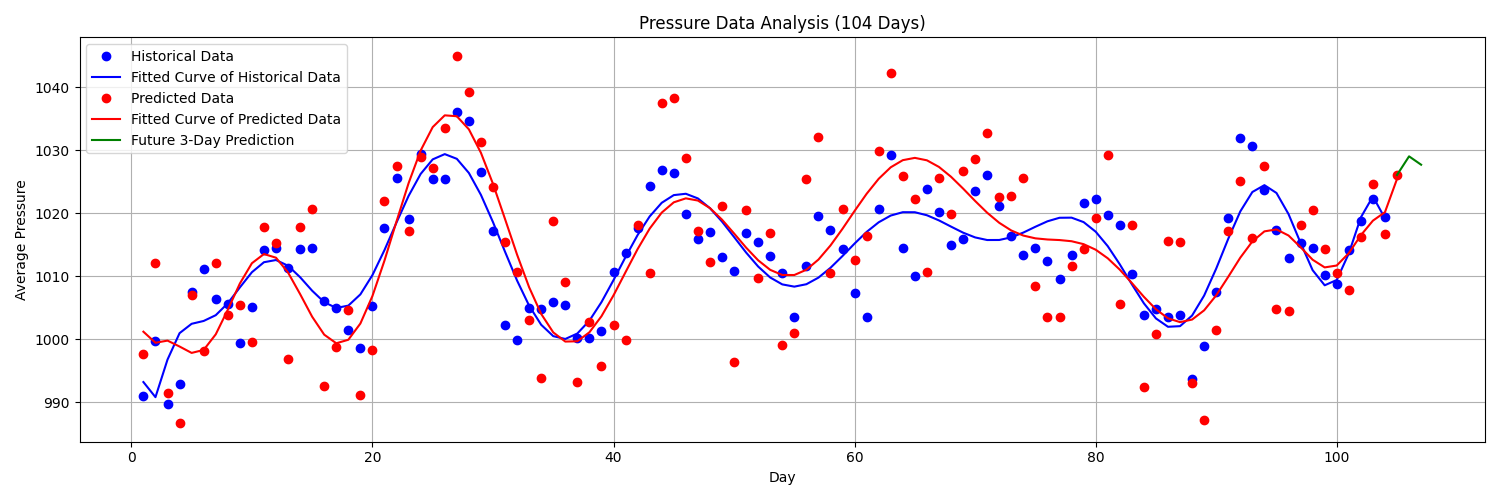 Pressure Data Analysis (104 Days)
Historical Data
Fitted Curve of Historical Data
Predicted Data
Fitted Curve of Predicted Data
Future 3-Day Prediction
Average Pressure
1040
1030
1020
1010
1000
990
0 20 40 60 80 100
Day